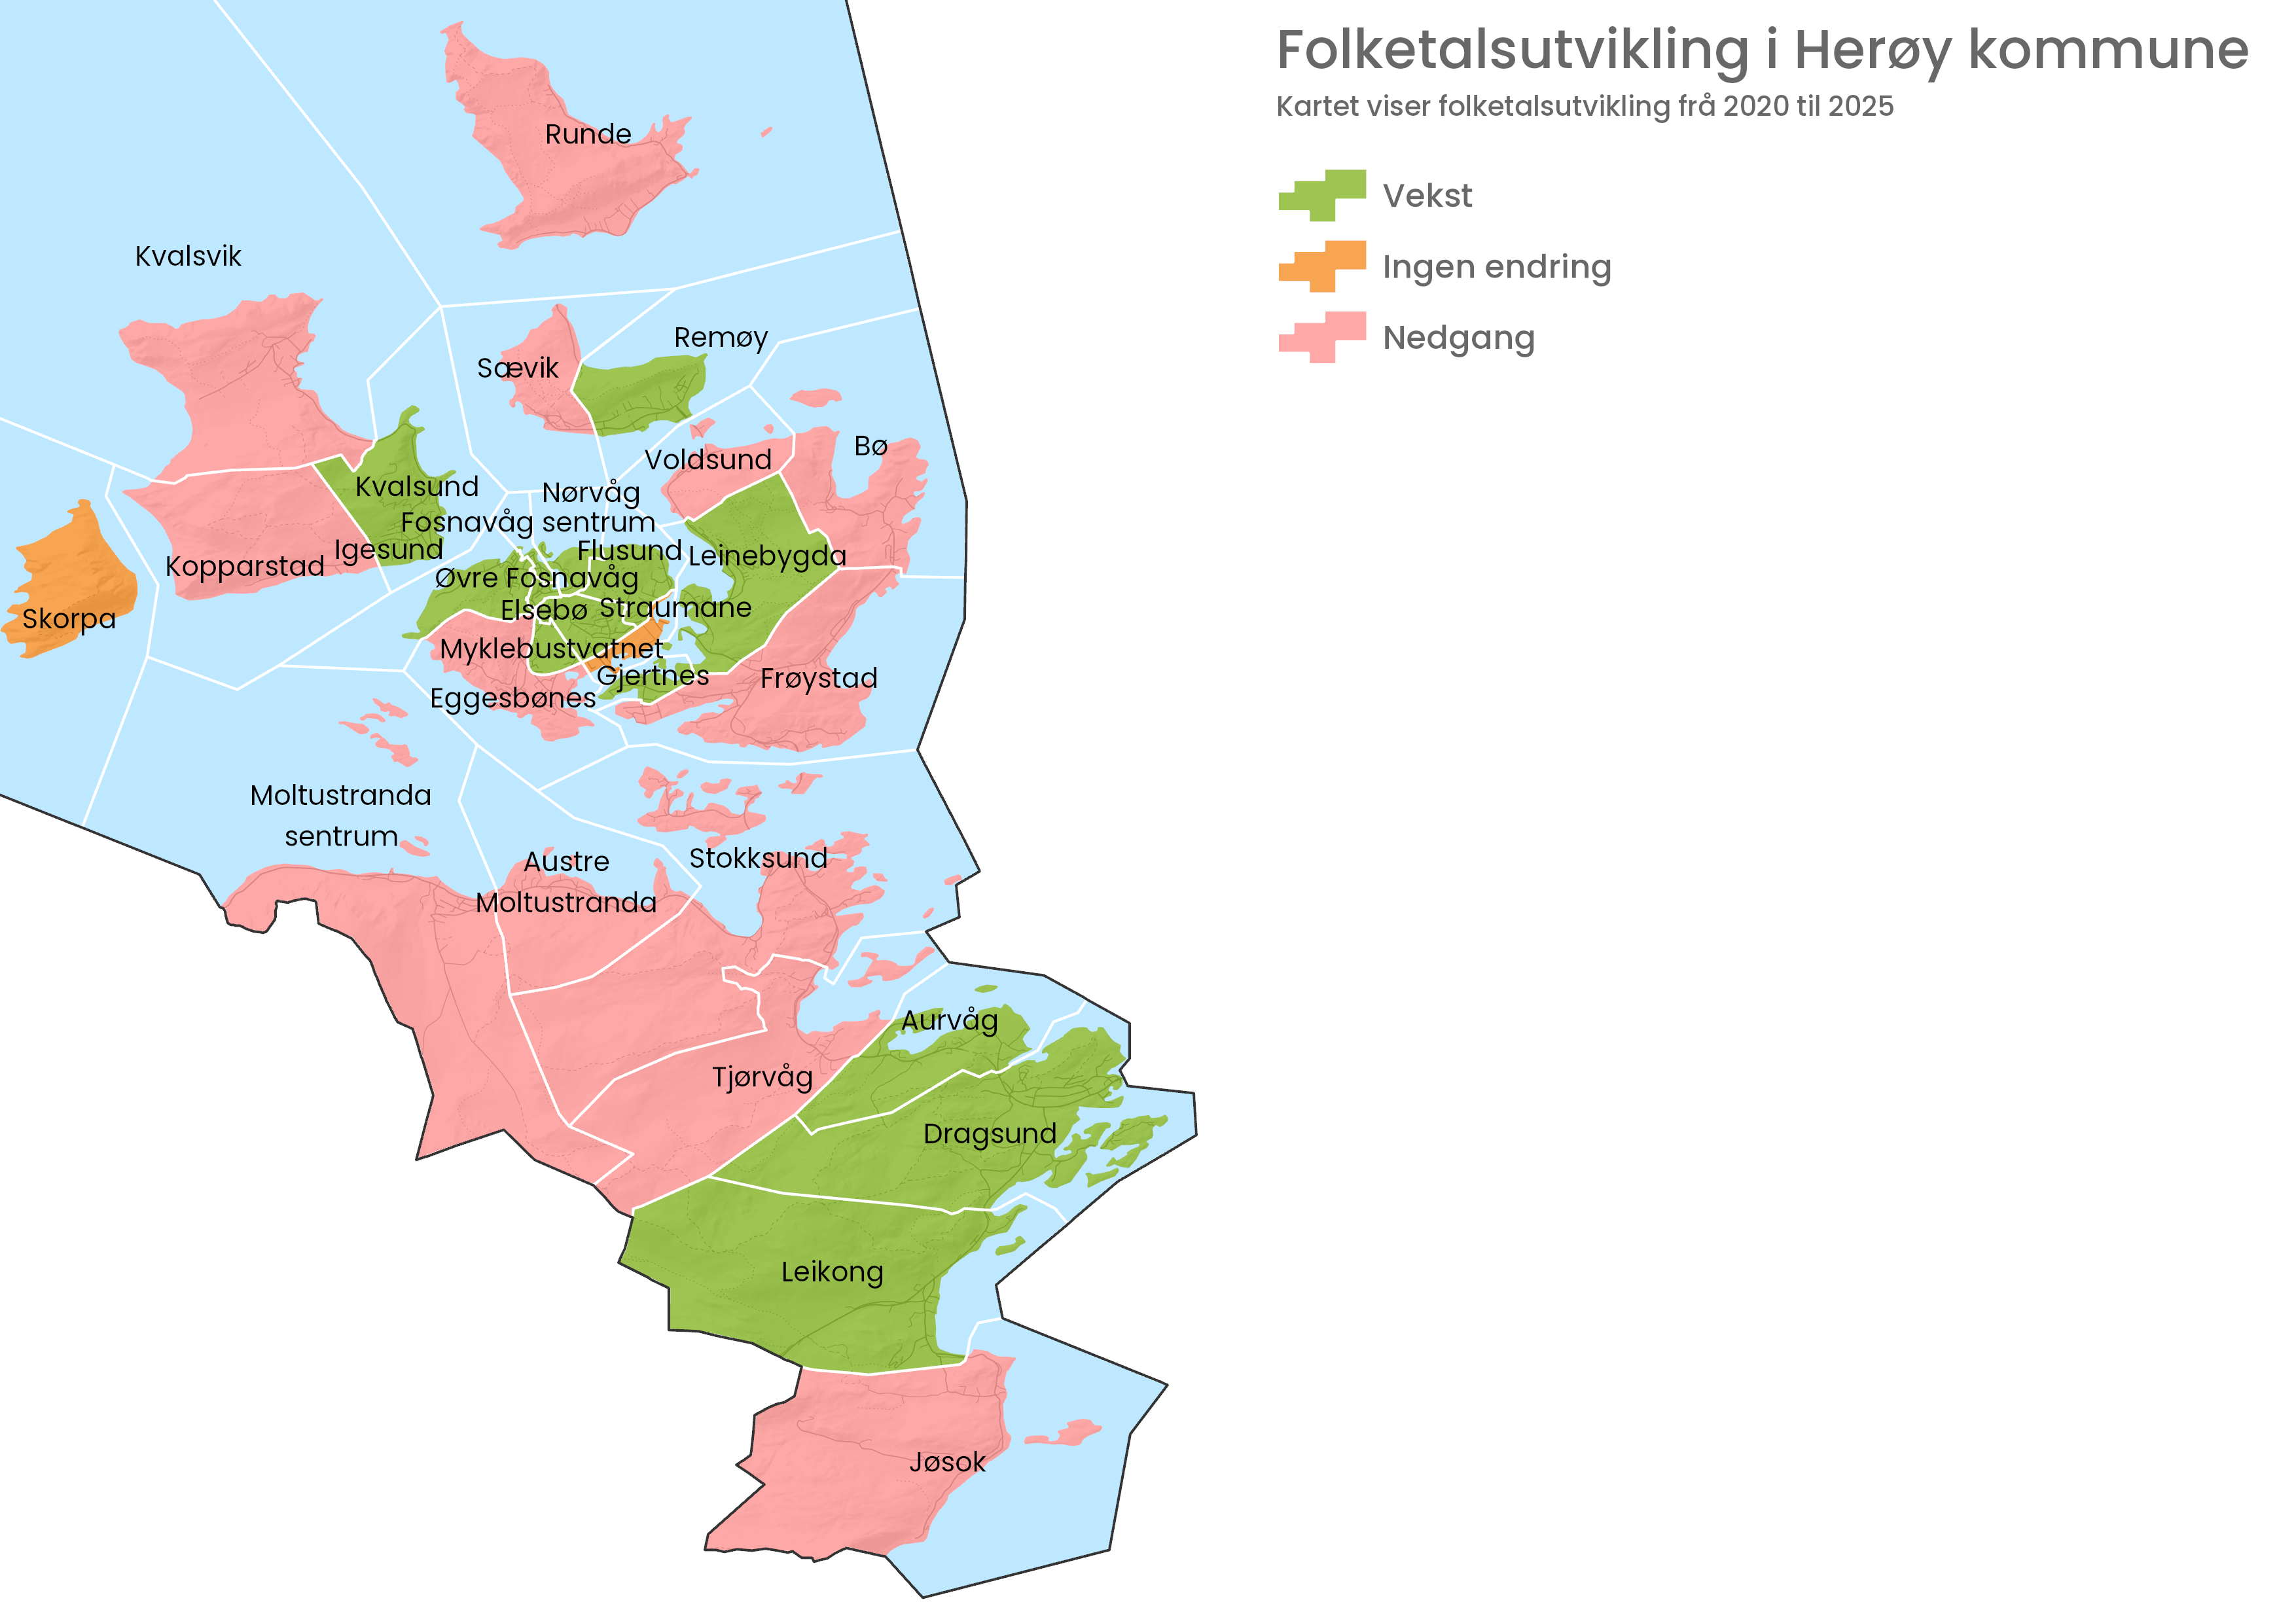 Folketalsutvikling i Herøy kommune
Kartet viser folketalsutvikling frå 2020 til 2025
Vekst
Ingen endring
Nedgang
Runde
Kvalsvik
Remøy
Sævik
Bø
Voldsund
Kvalsund
Nørvåg
Fosnavåg sentrum
Igesund
Flusund
Leinebygda
Kopparstad
Øvre Fosnavåg
Elsebø
Straumane
Skorpa
Myklebustvatnet
Gjertnes
Frøystad
Eggesbønes
Moltustranda
sentrum
Austre
Moltustranda
Stokksund
Aurvåg
Tjørvåg
Dragsund
Leikong
Jøsok